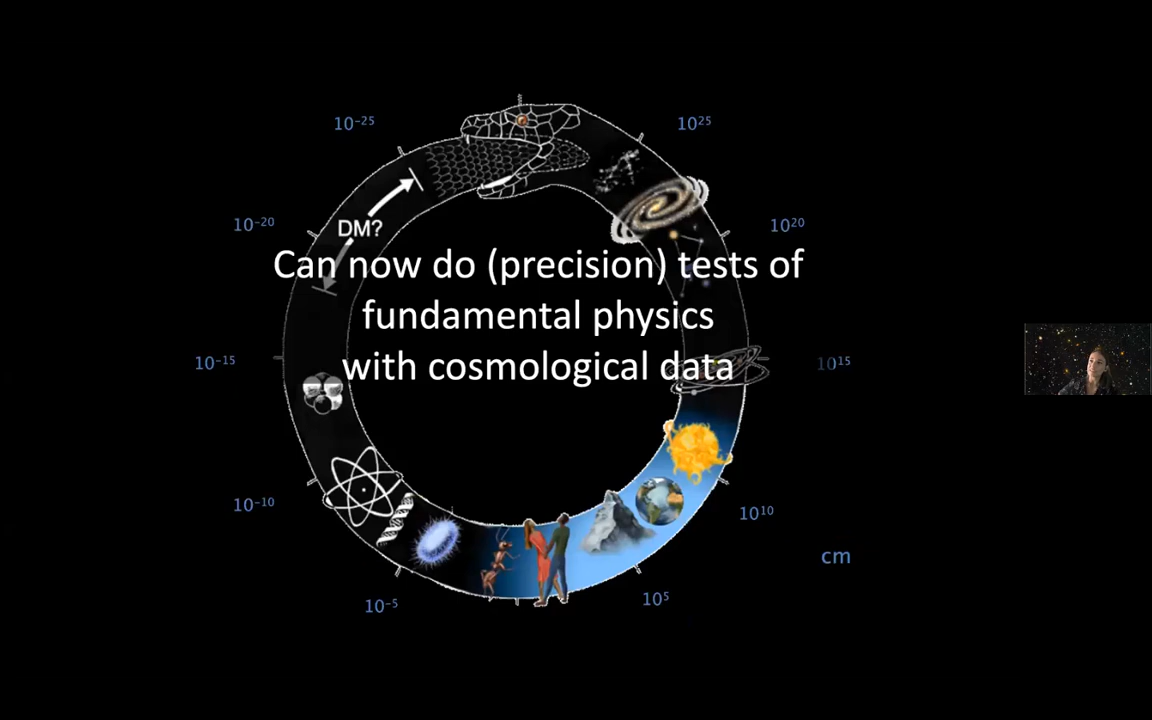 10⁻²⁵
10²⁵
10⁻²⁰
DM?
10²⁰
Can now do (precision) tests of
fundamental physics
with cosmological data
10⁻¹⁵
10¹⁵
10⁻¹⁰
10¹⁰
cm
10⁻⁵
10⁵